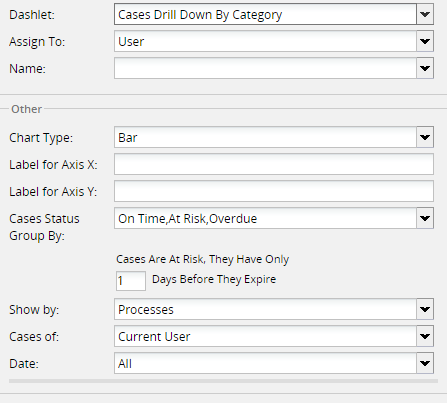 Dashlet: Cases Drill Down By Category
Assign To: User
Name:
Other
Chart Type: Bar
Label for Axis X:
Label for Axis Y:
Cases Status On Time,At Risk,Overdue
Group By:
Cases Are At Risk, They Have Only
1 Days Before They Expire
Show by: Processes
Cases of: Current User
Date: All